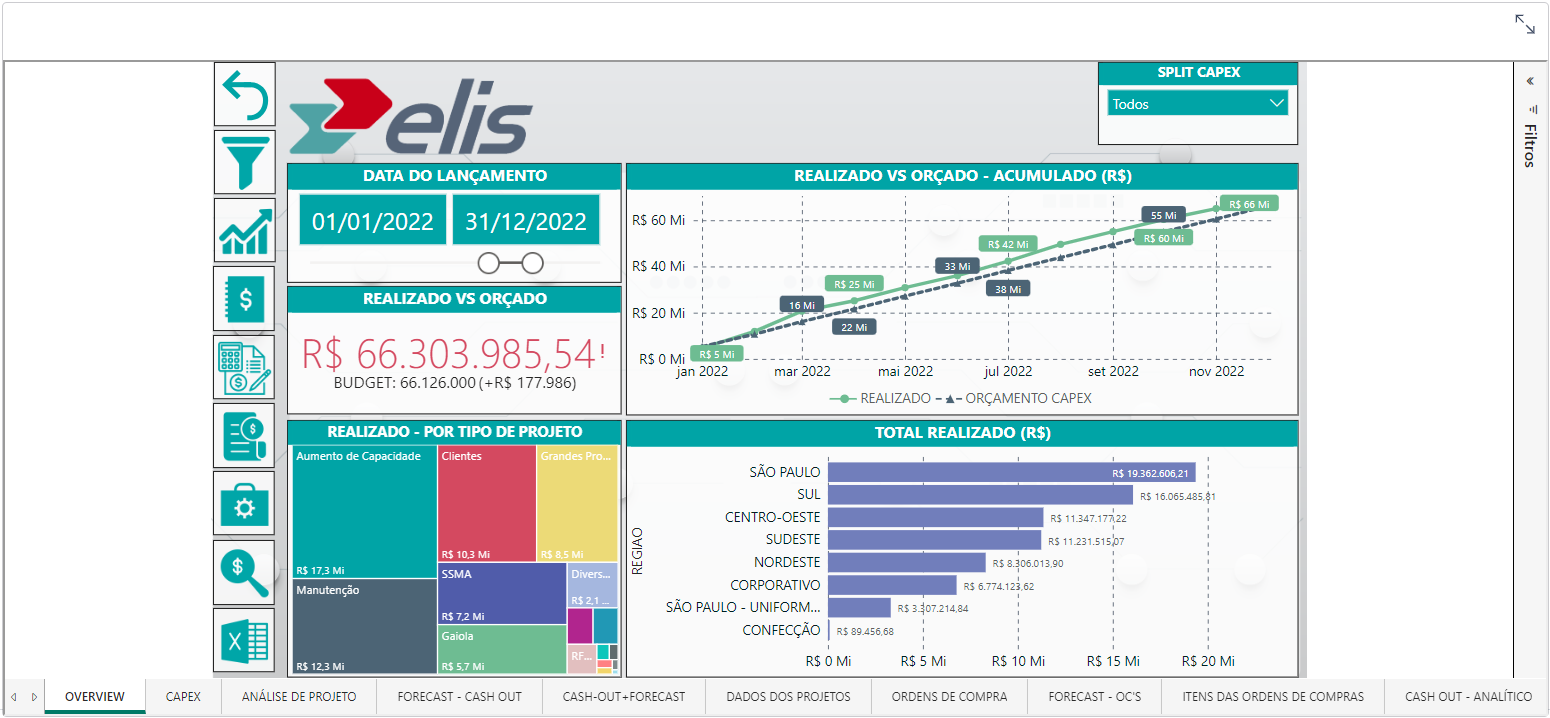 elis
SPLIT CAPEX
Todos
Filtros
DATA DO LANÇAMENTO
01/01/2022
31/12/2022
REALIZADO VS ORÇADO
R$ 66.303.985,54!
BUDGET: 66.126.000 (+R$ 177.986)
REALIZADO VS ORÇADO - ACUMULADO (R$)
R$ 60 Mi
R$ 40 Mi
R$ 20 Mi
R$ 0 Mi
R$ 5 Mi
16 Mi
R$ 25 Mi
22 Mi
33 Mi
R$ 42 Mi
38 Mi
55 Mi
R$ 60 Mi
R$ 66 Mi
jan 2022
mar 2022
mai 2022
jul 2022
set 2022
nov 2022
REALIZADO
ORÇAMENTO CAPEX
REALIZADO - POR TIPO DE PROJETO
Aumento de Capacidade
R$ 17,3 Mi
Clientes
R$ 10,3 Mi
Grandes Pro...
R$ 8,5 Mi
Manutenção
R$ 12,3 Mi
SSMA
R$ 7,2 Mi
Divers...
R$ 2,1 ...
Gaiola
R$ 5,7 Mi
RF...
TOTAL REALIZADO (R$)
REGIAO
SÃO PAULO
R$ 19.362.606,21
SUL
R$ 16.065.485,81
CENTRO-OESTE
R$ 11.347.177,22
SUDESTE
R$ 11.231.515,07
NORDESTE
R$ 8.306.013,90
CORPORATIVO
R$ 6.774.123,62
SÃO PAULO - UNIFORM...
R$ 3.307.214,84
CONFECÇÃO
R$ 89.456,68
R$ 0 Mi
R$ 5 Mi
R$ 10 Mi
R$ 15 Mi
R$ 20 Mi
OVERVIEW
CAPEX
ANÁLISE DE PROJETO
FORECAST - CASH OUT
CASH-OUT+FORECAST
DADOS DOS PROJETOS
ORDENS DE COMPRA
FORECAST - OC'S
ITENS DAS ORDENS DE COMPRAS
CASH OUT - ANALÍTICO